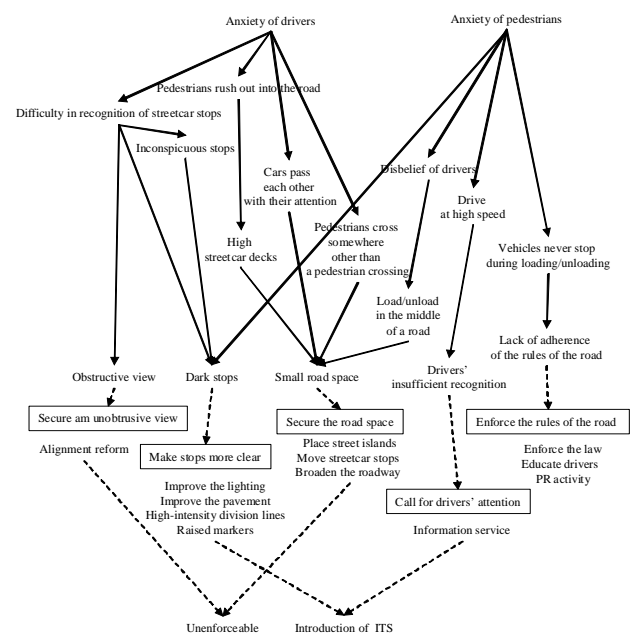 Anxiety of drivers
Anxiety of pedestrians
Pedestrians rush out into the road
Difficulty in recognition of streetcar stops
Inconspicuous stops
Cars pass
each other
with their attention
Disbelief of drivers
Drive
at high speed
Pedestrians cross
somewhere
other than
a pedestrian crossing
High
streetcar decks
Vehicles never stop
during loading/unloading
Load/unload
in the middle
of a road
Lack of adherence
of the rules of the road
Obstructive view
Dark stops
Small road space
Drivers'
insufficient recognition
Secure am unobtrusive view
Secure the road space
Enforce the rules of the road
Alignment reform
Make stops more clear
Place street islands
Move streetcar stops
Broaden the roadway
Enforce the law
Educate drivers
PR activity
Improve the lighting
Improve the pavement
High-intensity division lines
Raised markers
Call for drivers' attention
Information service
Unenforceable
Introduction of ITS